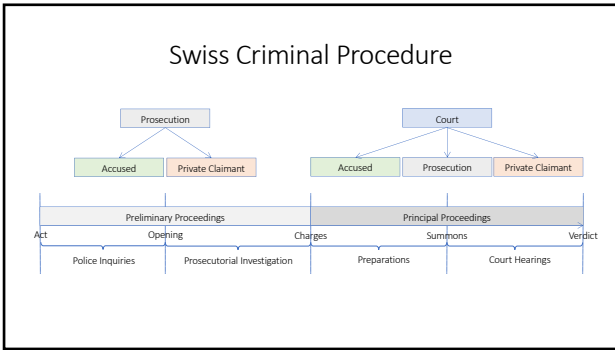 Swiss Criminal Procedure
Prosecution
Court
Accused
Private Claimant
Accused
Prosecution
Private Claimant
Preliminary Proceedings
Principal Proceedings
Act
Opening
Charges
Summons
Verdict
Police Inquiries
Prosecutorial Investigation
Preparations
Court Hearings